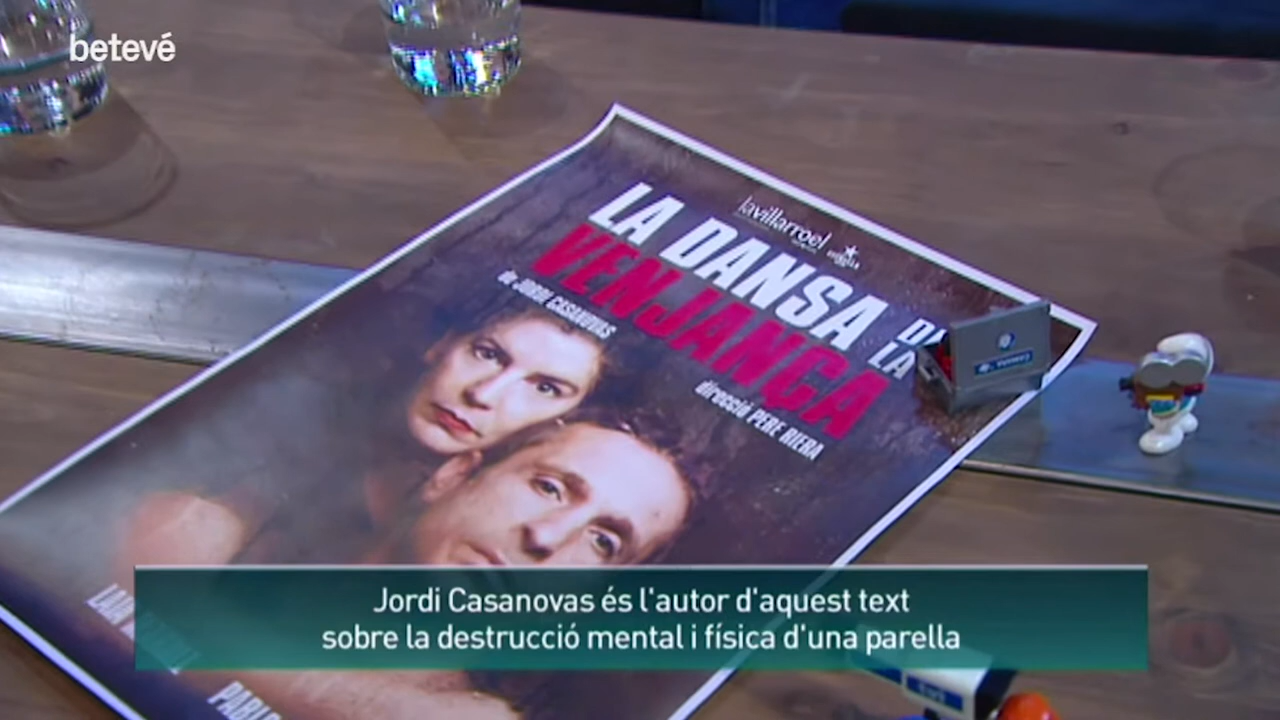 betevé
lavillarroel
LA DANSA DE LA
VENJANÇA
de JORDI CASANOVAS
direcció PERE RIERA
Jordi Casanovas és l'autor d'aquest text
sobre la destrucció mental i física d'una parella